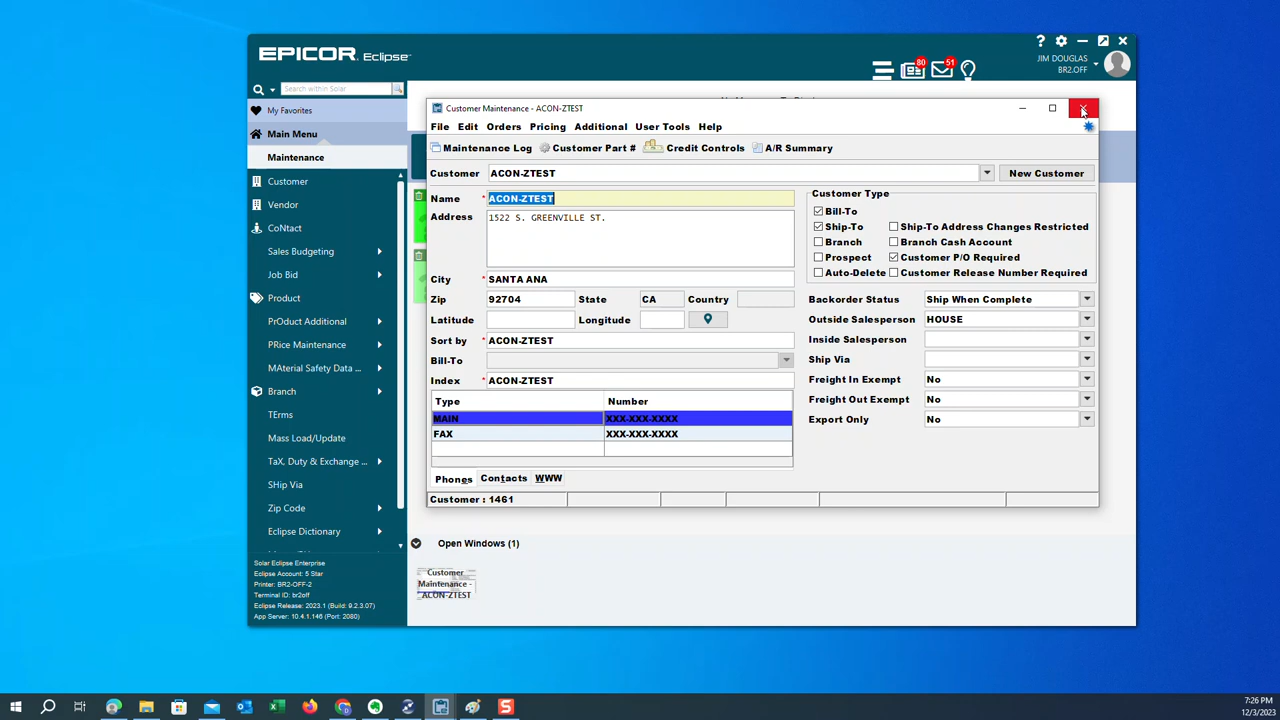 EPICOR Eclipse
JIM DOUGLAS
BR2.OFF
80
51
Search within Solar
My Favorites
Main Menu
Maintenance
Customer
Vendor
CoNtact
Sales Budgeting
Job Bid
Product
PrOduct Additional
PRice Maintenance
MAterial Safety Data ...
Branch
TErms
Mass Load/Update
TaX, Duty & Exchange ...
SHip Via
Zip Code
Eclipse Dictionary
Solar Eclipse Enterprise
Eclipse Account: 5 Star
Printer: BR2-OFF-2
Terminal ID: br2off
Eclipse Release: 2023.1 (Build: 9.2.3.07)
App Server: 10.4.1.146 (Port: 2080)
Customer Maintenance - ACON-ZTEST
File Edit Orders Pricing Additional User Tools Help
Maintenance Log Customer Part # Credit Controls A/R Summary
Customer ACON-ZTEST New Customer
Name * ACON-ZTEST
Address 1522 S. GREENVILLE ST.
City * SANTA ANA
Zip 92704 State CA Country
Latitude Longitude
Sort by * ACON-ZTEST
Bill-To
Index * ACON-ZTEST
Type Number
MAIN XXX-XXX-XXXX
FAX XXX-XXX-XXXX
Phones Contacts WWW
Customer : 1461
Customer Type
Bill-To
Ship-To Ship-To Address Changes Restricted
Branch Branch Cash Account
Prospect Customer P/O Required
Auto-Delete Customer Release Number Required
Backorder Status Ship When Complete
Outside Salesperson HOUSE
Inside Salesperson
Ship Via
Freight In Exempt No
Freight Out Exempt No
Export Only No
Open Windows (1)
Customer
Maintenance -
ACON-ZTEST
7:26 PM
12/3/2023